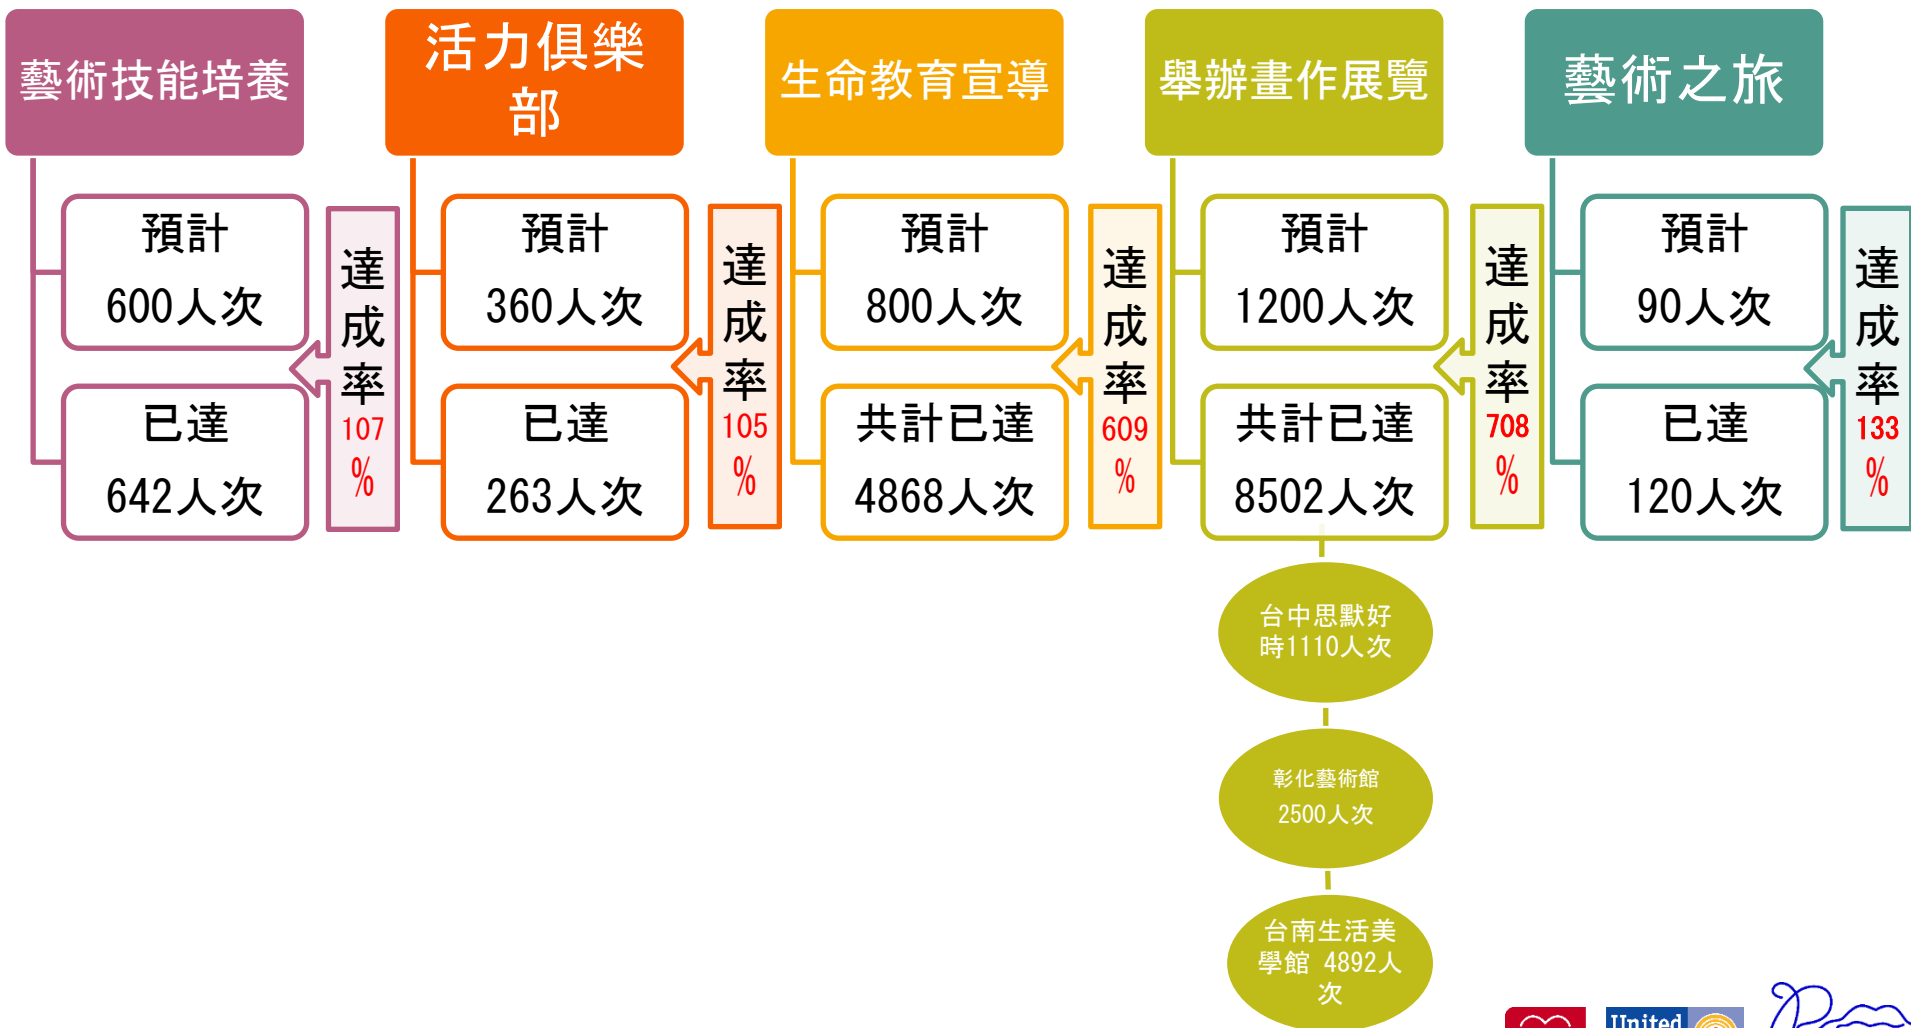 藝術技能培養
預計
600人次
已達
642人次
達
成
率
107
%
活力俱樂
部
預計
360人次
已達
263人次
達
成
率
105
%
生命教育宣導
預計
800人次
共計已達
4868人次
達
成
率
609
%
舉辦畫作展覽
預計
1200人次
共計已達
8502人次
達
成
率
708
%
台中思默好
時1110人次
彰化藝術館
2500人次
台南生活美
學館 4892人
次
藝術之旅
預計
90人次
已達
120人次
達
成
率
133
%
United